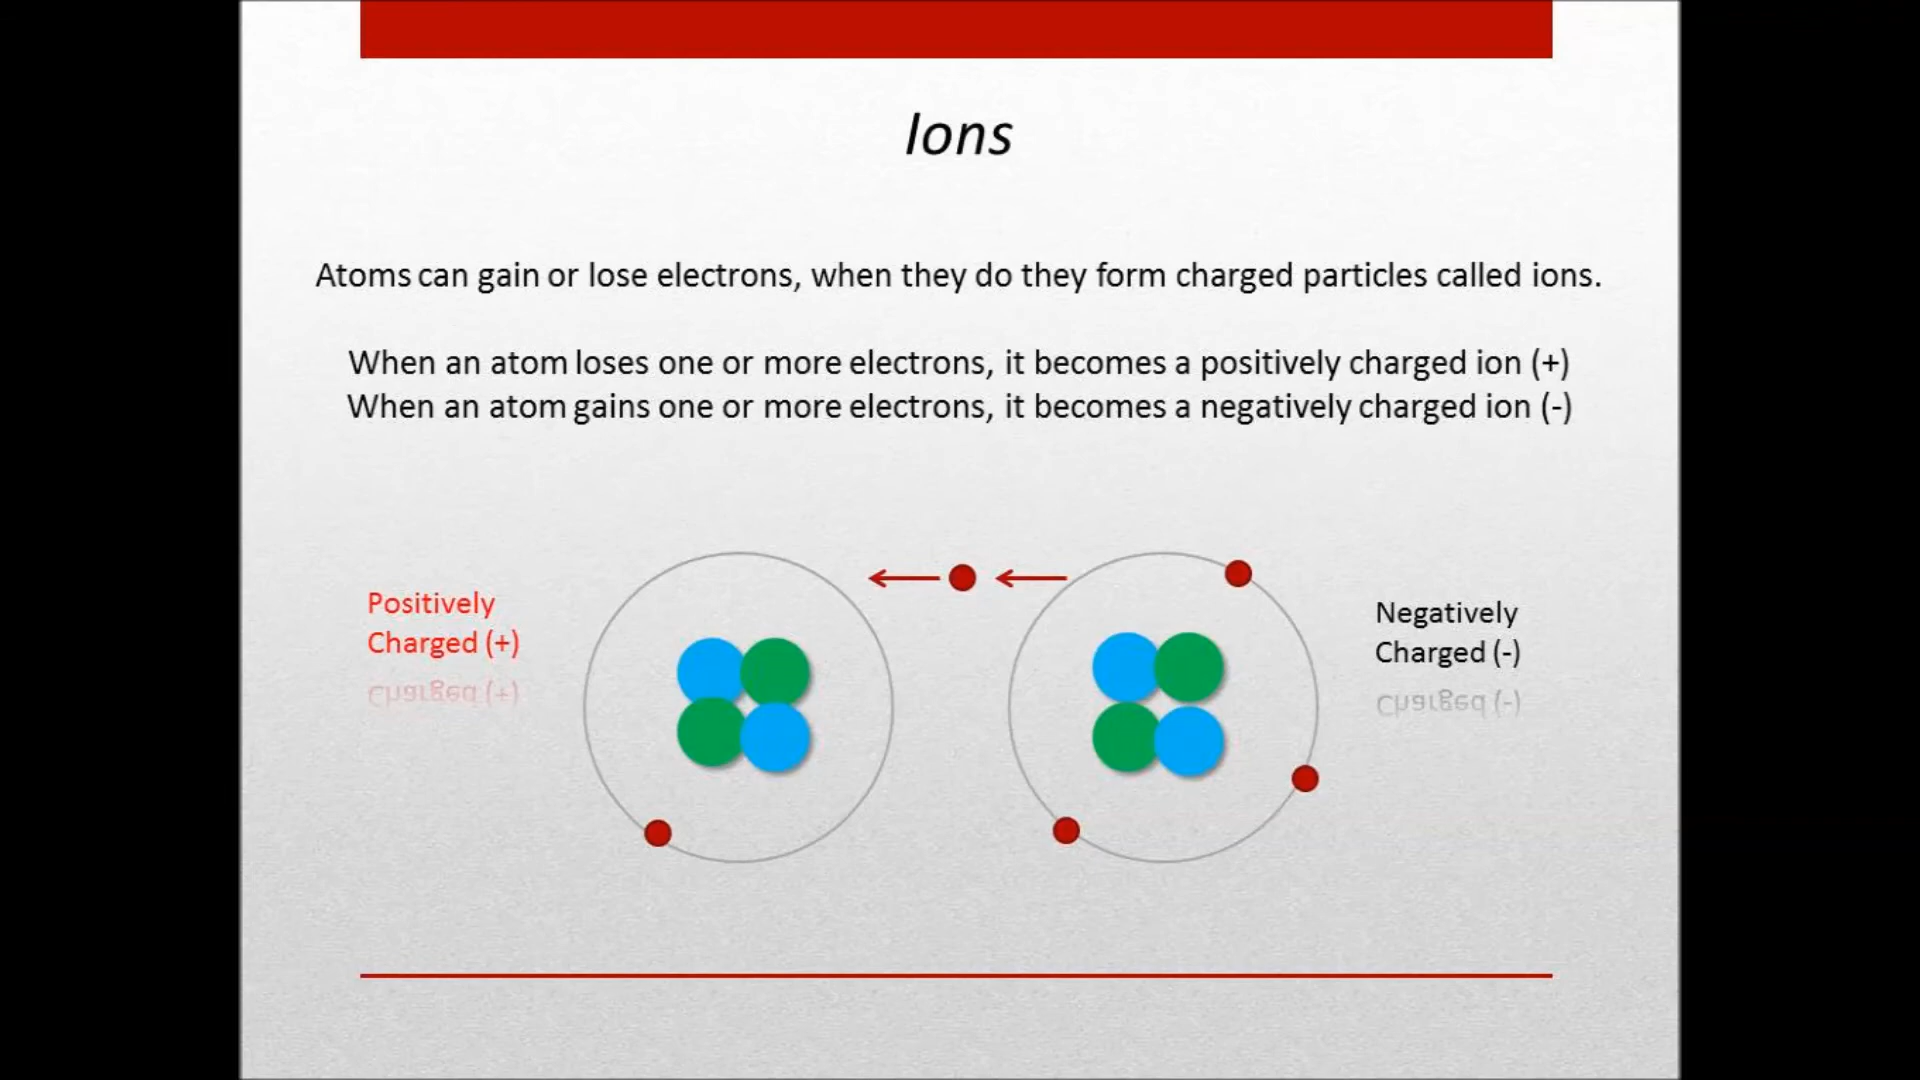 Ions
Atoms can gain or lose electrons, when they do they form charged particles called ions.
When an atom loses one or more electrons, it becomes a positively charged ion (+)
When an atom gains one or more electrons, it becomes a negatively charged ion (-)
Positively
Charged (+)
Negatively
Charged (-)